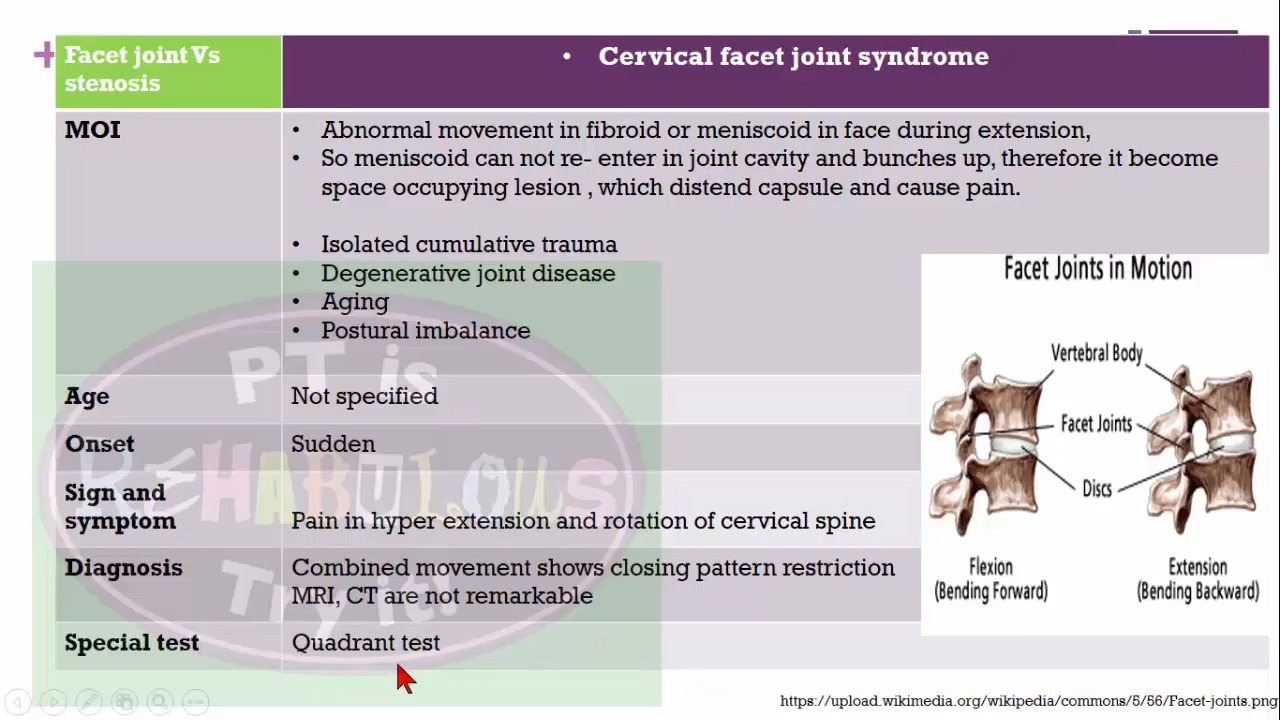 Facet joint Vs
stenosis
• Cervical facet joint syndrome
MOI
• Abnormal movement in fibroid or meniscoid in face during extension,
• So meniscoid can not re- enter in joint cavity and bunches up, therefore it become
space occupying lesion , which distend capsule and cause pain.
• Isolated cumulative trauma
• Degenerative joint disease
• Aging
• Postural imbalance
Age
Not specified
Onset
Sudden
Sign and
symptom
Pain in hyper extension and rotation of cervical spine
Diagnosis
Combined movement shows closing pattern restriction
MRI, CT are not remarkable
Special test
Quadrant test
Facet Joints in Motion
Vertebral Body
Facet Joints
Discs
Flexion
(Bending Forward)
Extension
(Bending Backward)
PT is
REHABULOUS
Try it!
https://upload.wikimedia.org/wikipedia/commons/5/56/Facet-joints.png